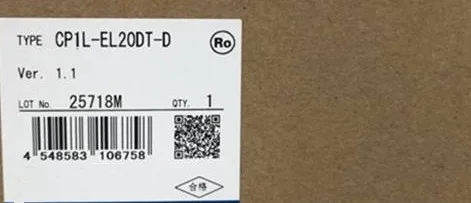 TYPE CP1L-EL20DT-D Ro
Ver. 1.1
LOT No. 25718M QTY. 1
4 548583 106758
合格